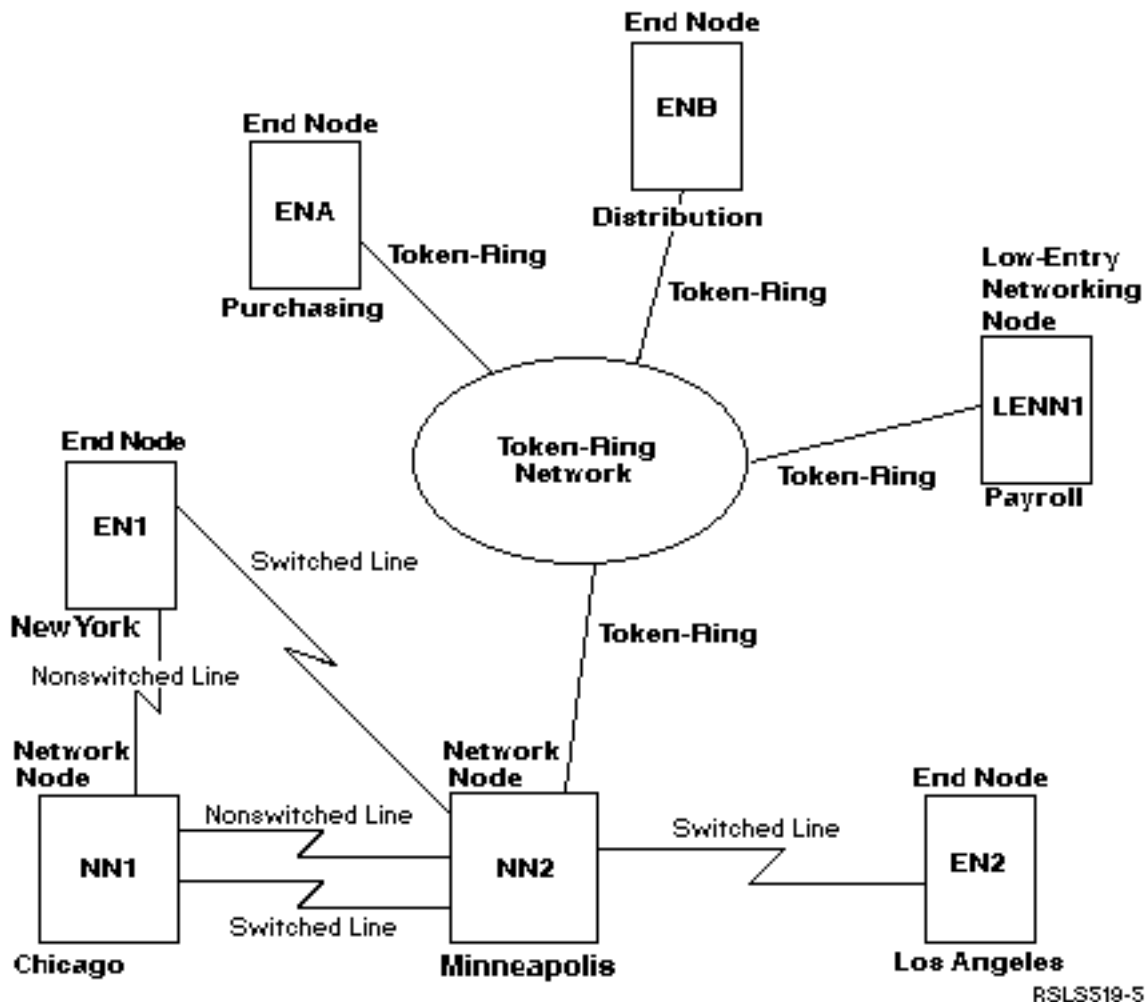 End Node
ENB
Distribution
End Node
ENA
Purchasing
Token-Ring
Token-Ring
Low-Entry
Networking
Node
LENN1
Payroll
Token-Ring
Token-Ring
Network
End Node
EN1
New York
Switched Line
Token-Ring
Nonswitched Line
Network
Node
NN1
Chicago
Nonswitched Line
Switched Line
Network
Node
NN2
Minneapolis
Switched Line
End Node
EN2
Los Angeles
RSLS519-5